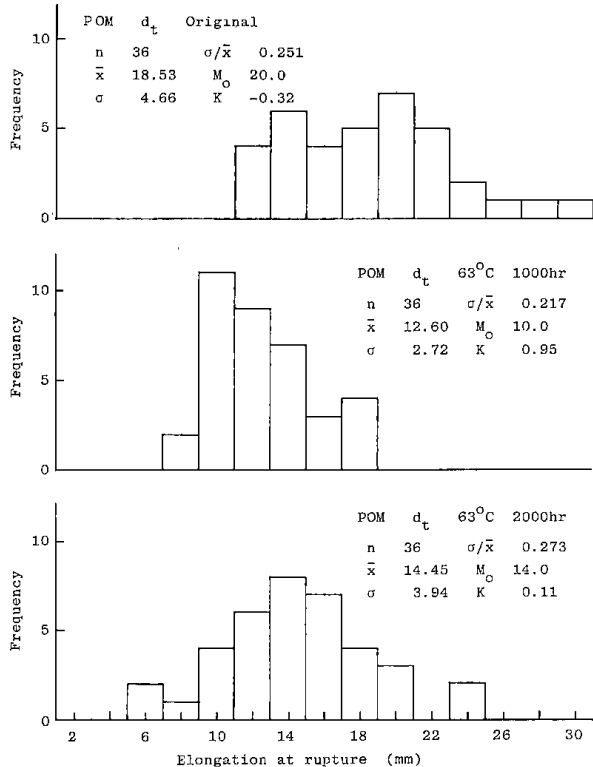 POM d_t Original
n 36 σ/x̄ 0.251
x̄ 18.53 M_o 20.0
σ 4.66 K -0.32
10
5
0
Frequency
POM d_t 63°C 1000hr
n 36 σ/x̄ 0.217
x̄ 12.60 M_o 10.0
σ 2.72 K 0.95
10
5
0
Frequency
POM d_t 63°C 2000hr
n 36 σ/x̄ 0.273
x̄ 14.45 M_o 14.0
σ 3.94 K 0.11
10
5
0
Frequency
2 6 10 14 18 22 26 30
Elongation at rupture (mm)